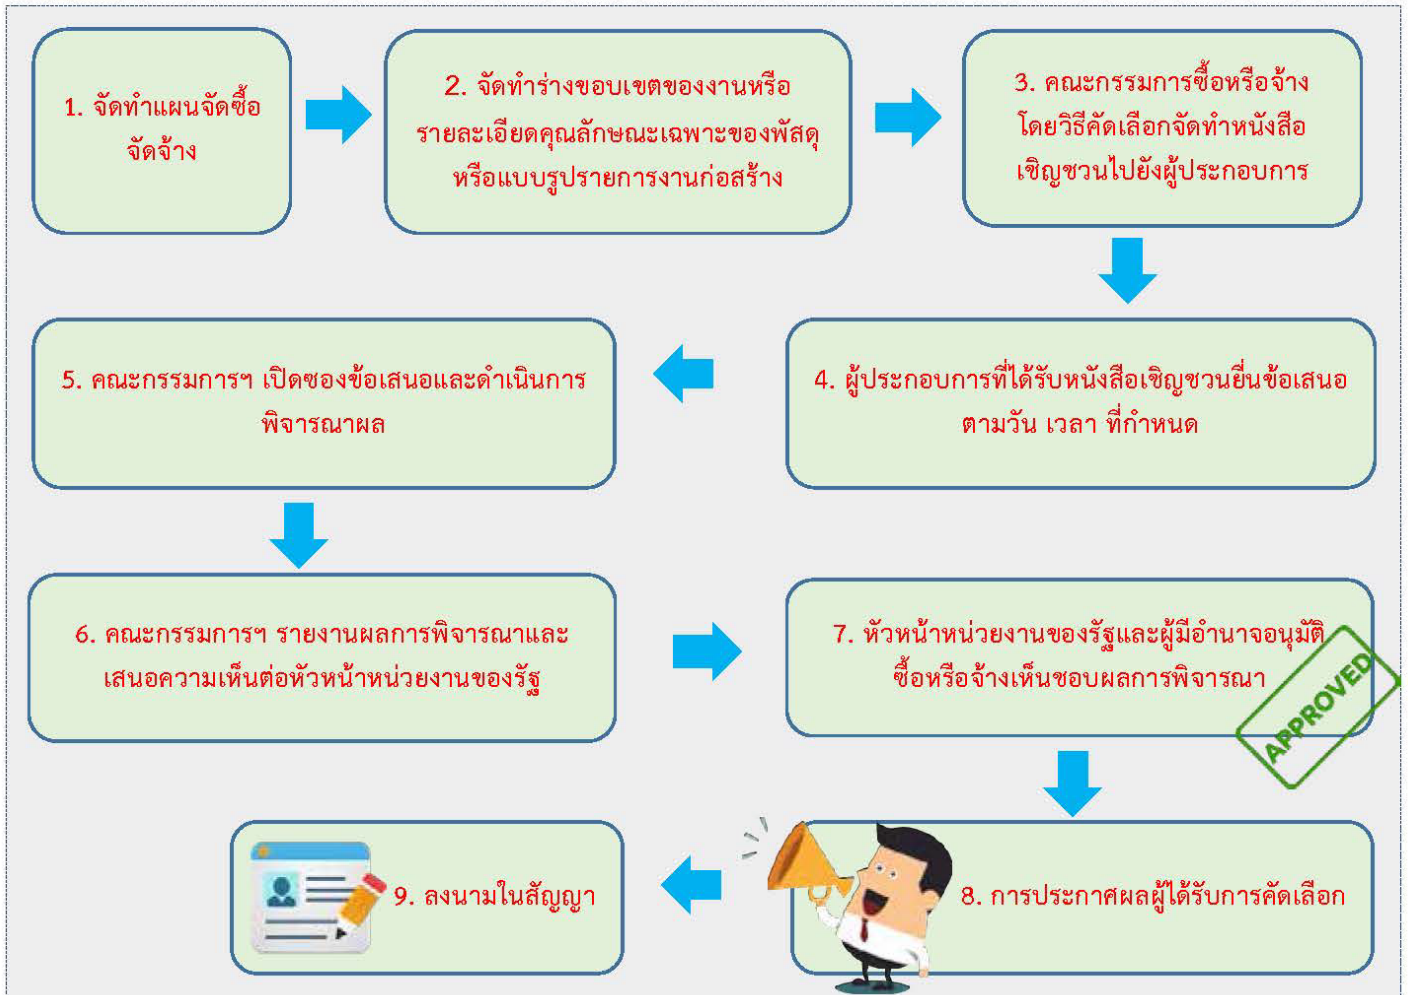 1. จัดทำแผนจัดซื้อ
จัดจ้าง
2. จัดทำร่างขอบเขตของงานหรือ
รายละเอียดคุณลักษณะเฉพาะของพัสดุ
หรือแบบรูปรายการงานก่อสร้าง
3. คณะกรรมการซื้อหรือจ้าง
โดยวิธีคัดเลือกจัดทำหนังสือ
เชิญชวนไปยังผู้ประกอบการ
4. ผู้ประกอบการที่ได้รับหนังสือเชิญชวนยื่นข้อเสนอ
ตามวัน เวลา ที่กำหนด
5. คณะกรรมการฯ เปิดซองข้อเสนอและดำเนินการ
พิจารณาผล
6. คณะกรรมการฯ รายงานผลการพิจารณาและ
เสนอความเห็นต่อหัวหน้าหน่วยงานของรัฐ
7. หัวหน้าหน่วยงานของรัฐและผู้มีอำนาจอนุมัติ
ซื้อหรือจ้างเห็นชอบผลการพิจารณา
APPROVED
8. การประกาศผลผู้ได้รับการคัดเลือก
9. ลงนามในสัญญา